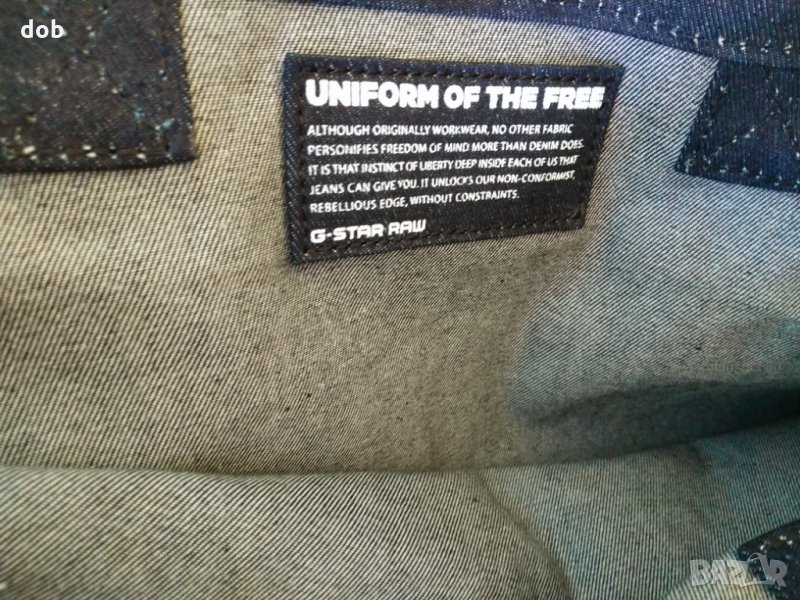 dob
UNIFORM OF THE FREE
ALTHOUGH ORIGINALLY WORKWEAR, NO OTHER FABRIC
PERSONIFIES FREEDOM OF MIND MORE THAN DENIM DOES.
IT IS THAT INSTINCT OF LIBERTY DEEP INSIDE EACH OF US THAT
JEANS CAN GIVE YOU. IT UNLOCKS OUR NON-CONFORMIST,
REBELLIOUS EDGE, WITHOUT CONSTRAINTS.
G-STAR RAW
BAZAR